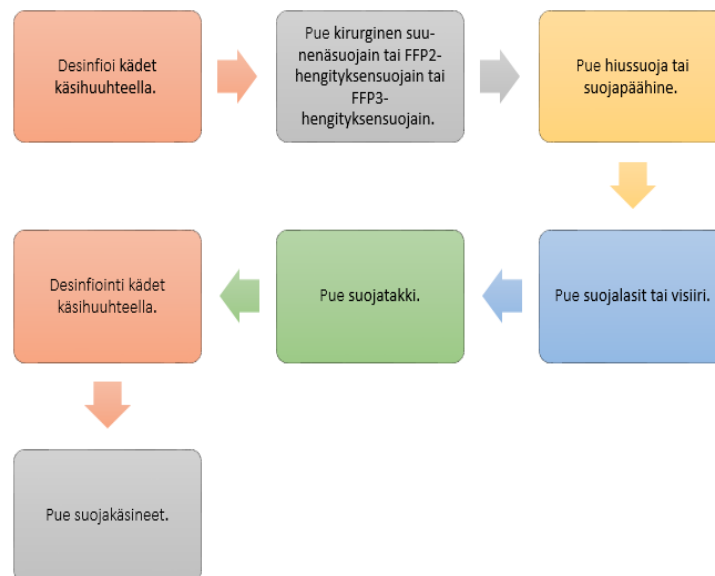 Desinfioi kädet
käsihuuhteella.
Pue kirurginen suu-
nenäsuojain tai FFP2-
hengityksensuojain tai
FFP3-
hengityksensuojain.
Pue hiussuoja tai
suojapäähine.
Pue suojalasit tai visiiri.
Pue suojatakki.
Desinfiointi kädet
käsihuuhteella.
Pue suojakäsineet.